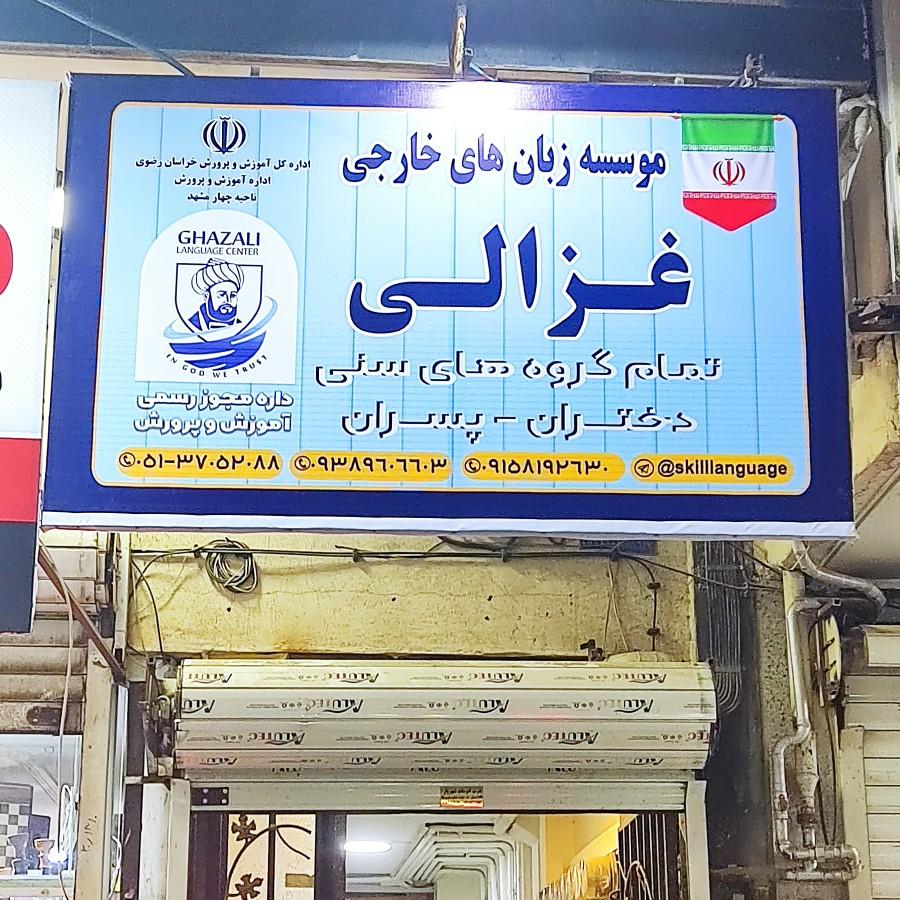 موسسه زبان های خارجی
غزالی
تمام گروه های سنی
دختران - پسران
اداره کل آموزش و پرورش خراسان رضوی
اداره آموزش و پرورش
ناحیه چهار مشهد
GHAZALI
LANGUAGE CENTER
IN GOD WE TRUST
دارای مجوز رسمی
آموزش و پرورش
۰۵۱-۳۷۰۵۲۰۸۸
۰۹۳۸۹۶۰۶۶۰۳
۰۹۱۵۸۱۹۲۶۳۰
@skilllanguage
ALUTEC